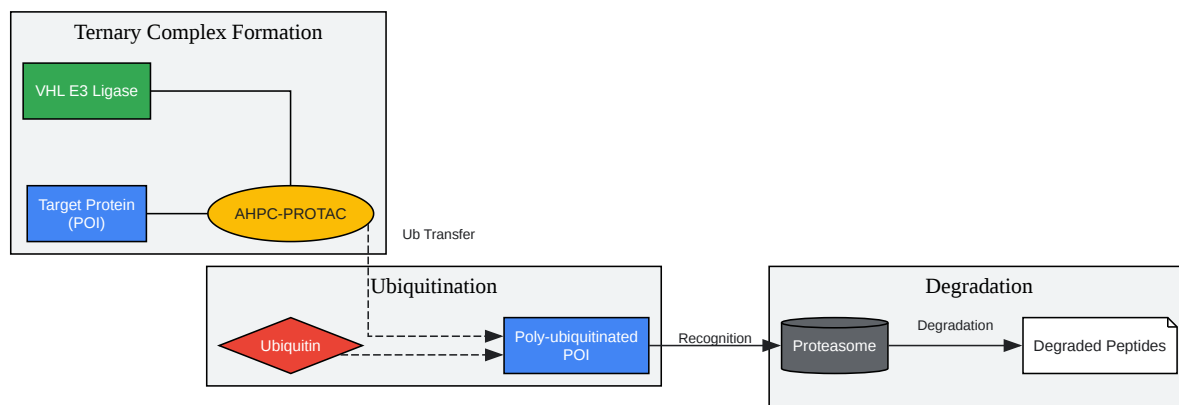 Ternary Complex Formation
VHL E3 Ligase
Target Protein
(POI)
AHPC-PROTAC
Ub Transfer
Ubiquitination
Ubiquitin
Poly-ubiquitinated
POI
Recognition
Degradation
Proteasome
Degradation
Degraded Peptides